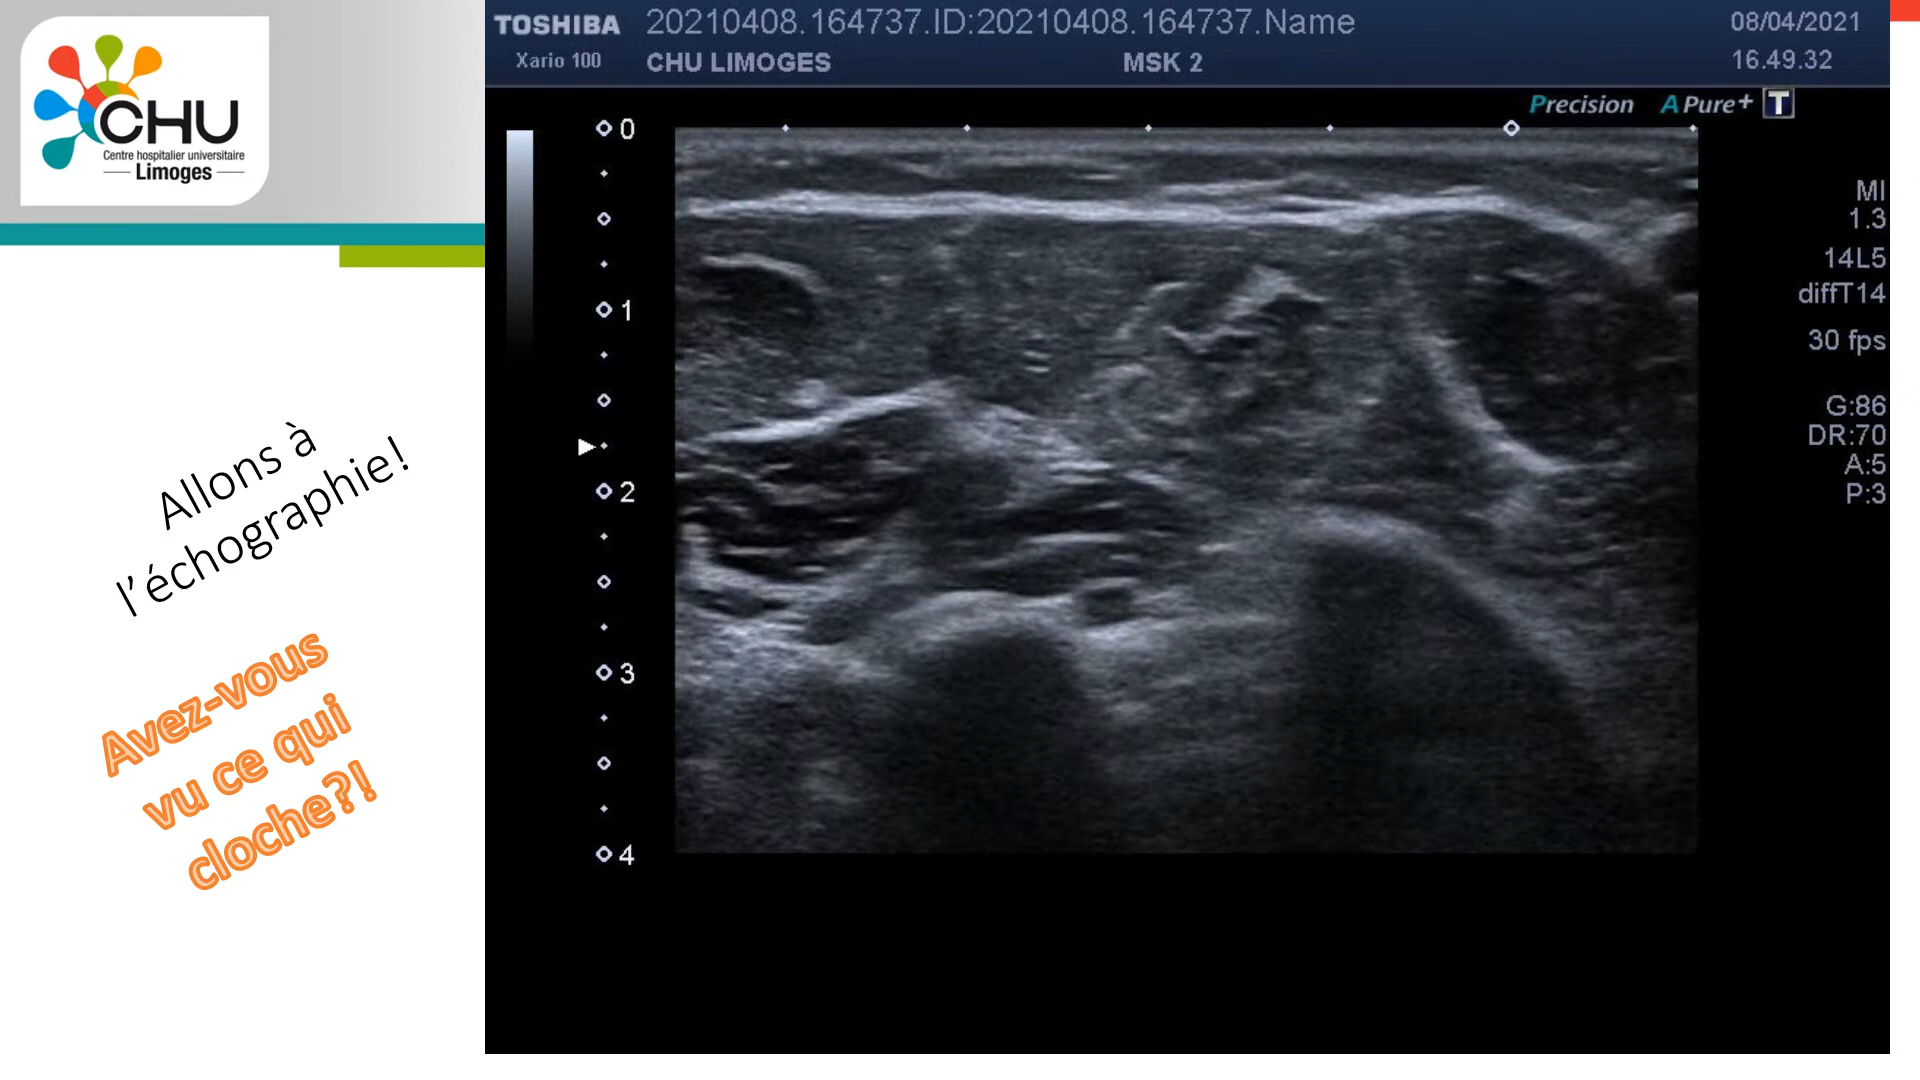 CHU
Centre hospitalier universitaire
Limoges
Allons à
l'échographie!
Avez-vous
vu ce qui
cloche?!
TOSHIBA
20210408.164737.ID:20210408.164737.Name
08/04/2021
Xario 100
CHU LIMOGES
MSK 2
16.49.32
Precision A Pure+ T
0
1
2
3
4
MI
1.3
14L5
diffT14
30 fps
G:86
DR:70
A:5
P:3